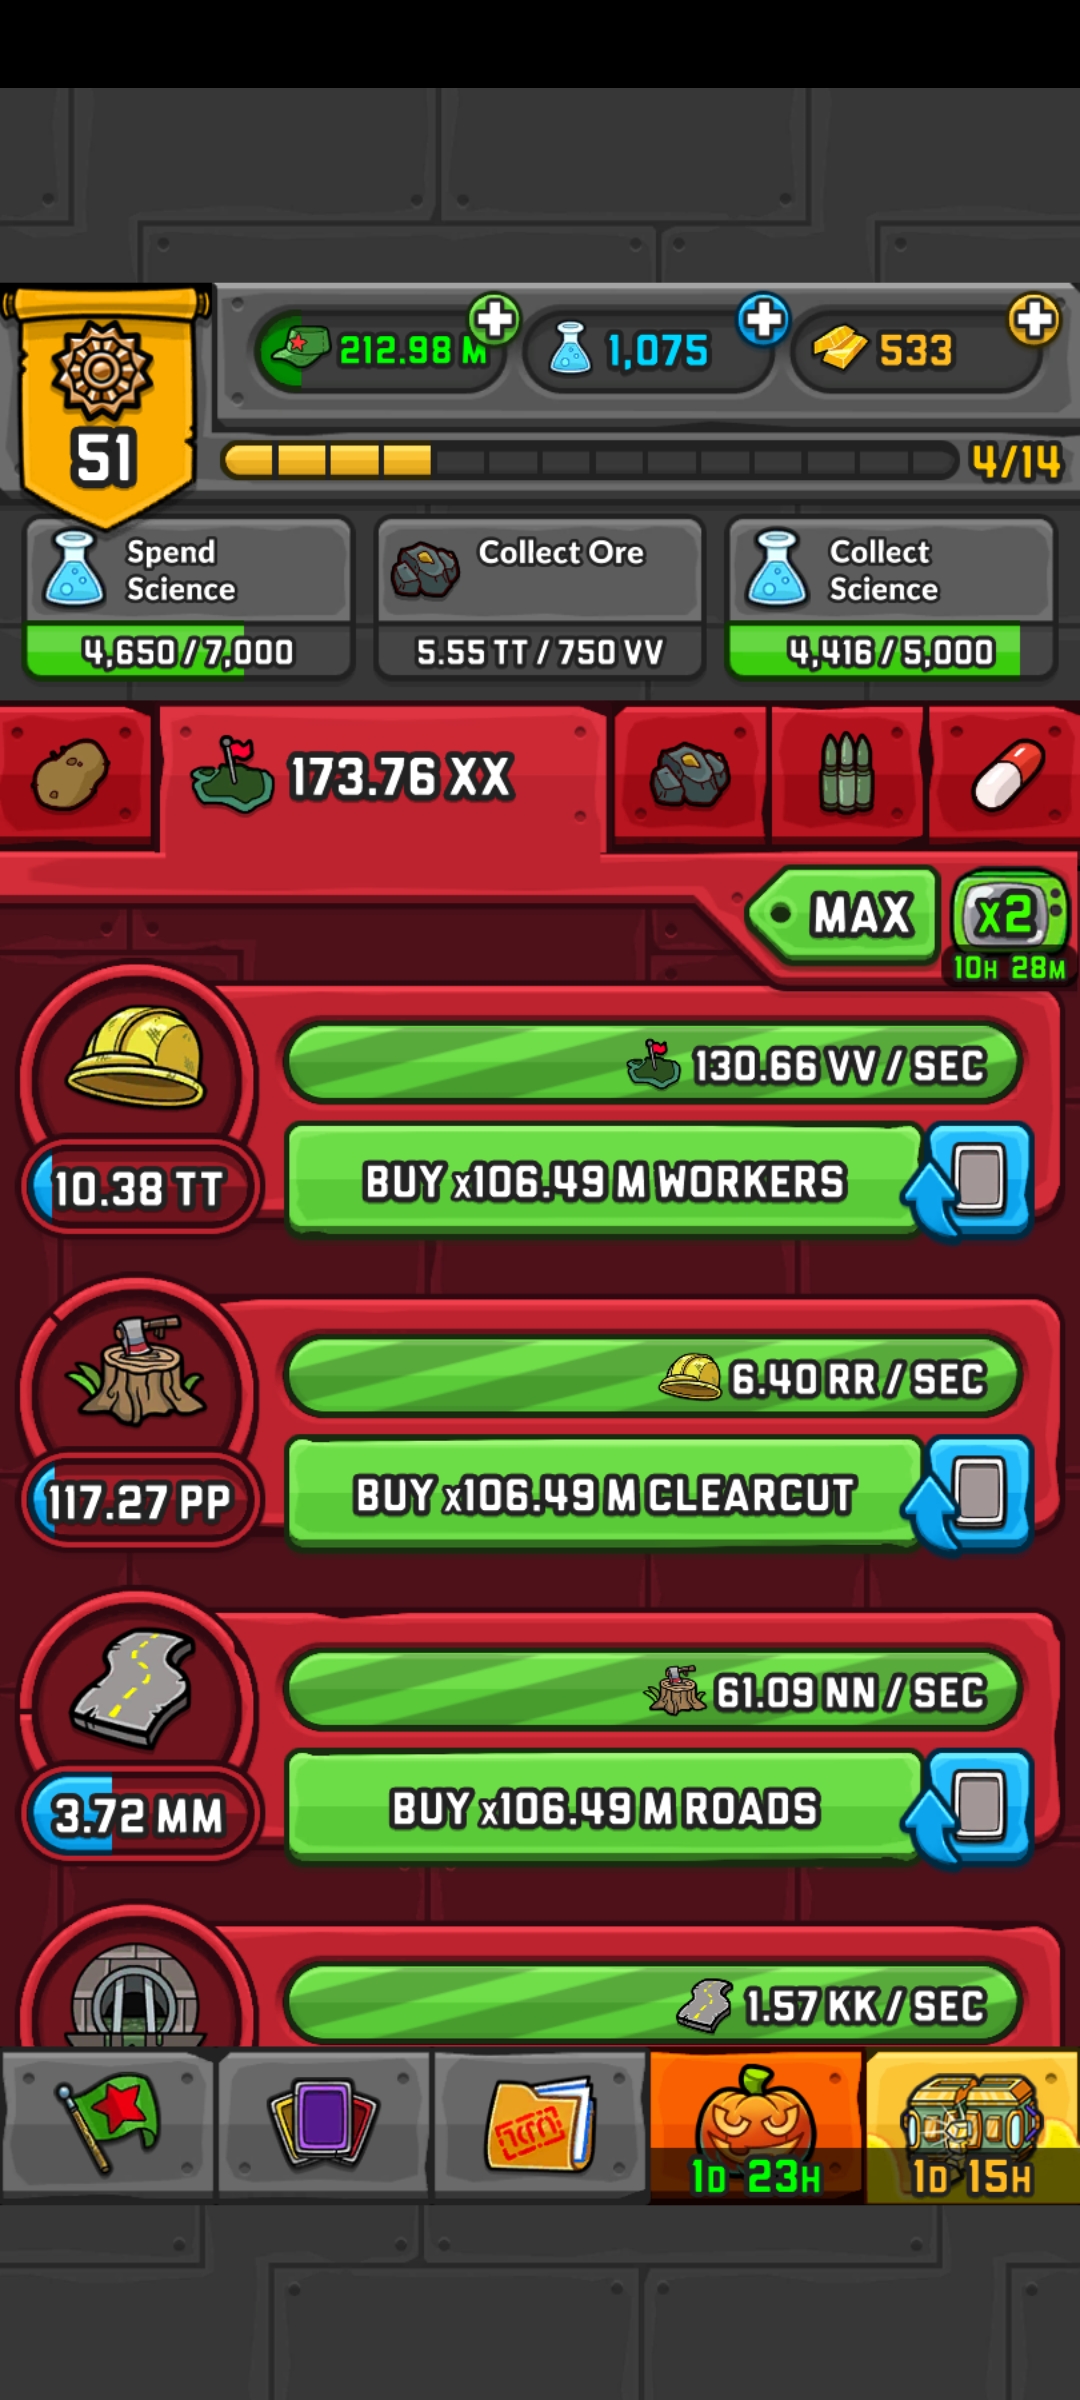 212.98 M
1,075
533
51
4/14
Spend
Science
4,650/7,000
Collect Ore
5.55 TT/750 VV
Collect
Science
4,416/5,000
173.76 XX
MAX
x2
10H 28M
130.66 VV/SEC
10.38 TT
BUY x106.49 M WORKERS
6.40 RR/SEC
117.27 PP
BUY x106.49 M CLEARCUT
61.09 NN/SEC
3.72 MM
BUY x106.49 M ROADS
1.57 KK/SEC
1D 23H
1D 15H